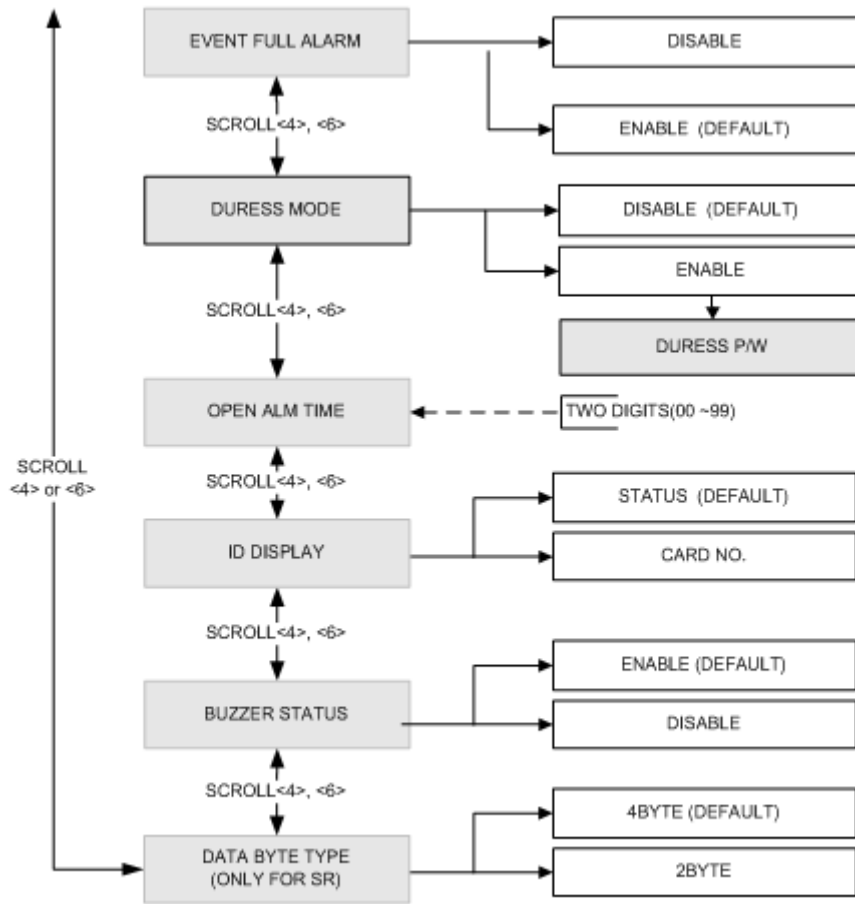 EVENT FULL ALARM
DISABLE
SCROLL<4>, <6>
ENABLE (DEFAULT)
DURESS MODE
DISABLE (DEFAULT)
ENABLE
SCROLL<4>, <6>
DURESS P/W
OPEN ALM TIME
TWO DIGITS(00 ~99)
SCROLL
<4> or <6>
SCROLL<4>, <6>
STATUS (DEFAULT)
ID DISPLAY
CARD NO.
SCROLL<4>, <6>
ENABLE (DEFAULT)
BUZZER STATUS
DISABLE
SCROLL<4>, <6>
4BYTE (DEFAULT)
DATA BYTE TYPE
(ONLY FOR SR)
2BYTE